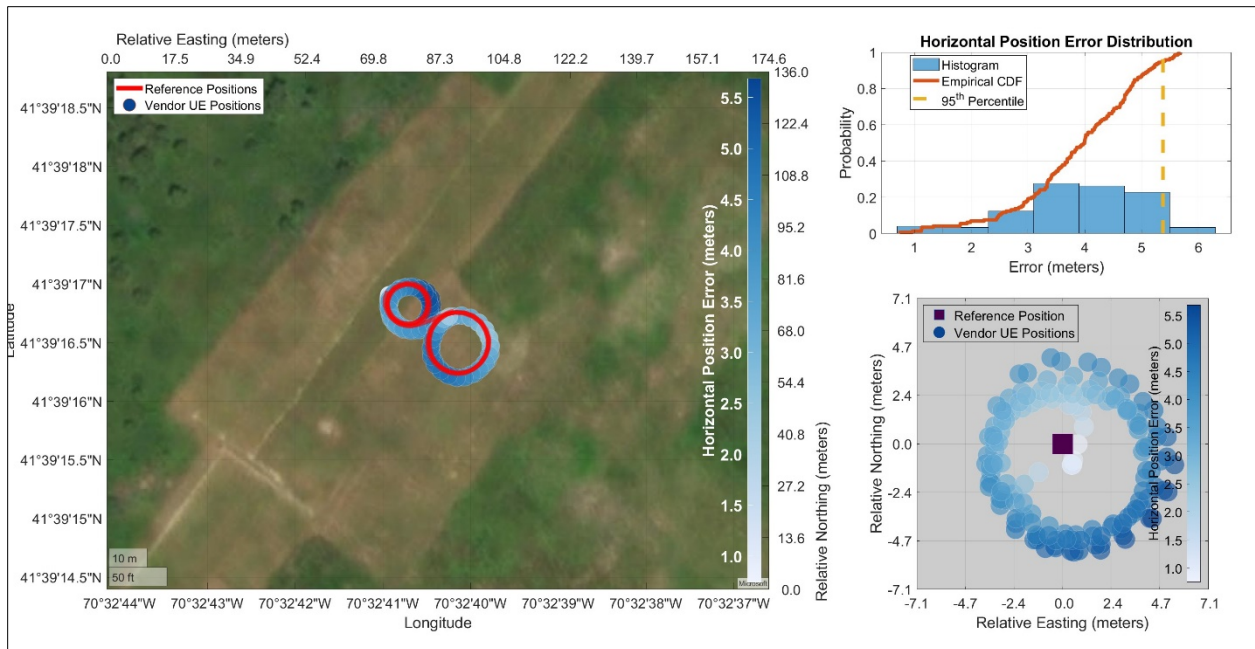 Relative Easting (meters)
0.0 17.5 34.9 52.4 69.8 87.3 104.8 122.2 139.7 157.1 174.6
Reference Positions
Vendor UE Positions
41°39'18.5"N
41°39'18"N
41°39'17.5"N
41°39'17"N
41°39'16.5"N
41°39'16"N
41°39'15.5"N
41°39'15"N
41°39'14.5"N
Latitude
10 m
50 ft
Microsoft
70°32'44"W 70°32'43"W 70°32'42"W 70°32'41"W 70°32'40"W 70°32'39"W 70°32'38"W 70°32'37"W
Longitude
Horizontal Position Error (meters)
5.5
5.0
4.5
4.0
3.5
3.0
2.5
2.0
1.5
1.0
136.0
122.4
108.8
95.2
81.6
68.0
54.4
40.8
27.2
13.6
0.0
Relative Northing (meters)
Horizontal Position Error Distribution
Histogram
Empirical CDF
95th Percentile
1
0.8
0.6
0.4
0.2
0
Probability
1 2 3 4 5 6
Error (meters)
Reference Position
Vendor UE Positions
7.1
4.7
2.4
0.0
-2.4
-4.7
-7.1
Relative Northing (meters)
Horizontal Position Error (meters)
5.5
5.0
4.5
4.0
3.5
3.0
2.5
2.0
1.5
1.0
-7.1 -4.7 -2.4 0.0 2.4 4.7 7.1
Relative Easting (meters)